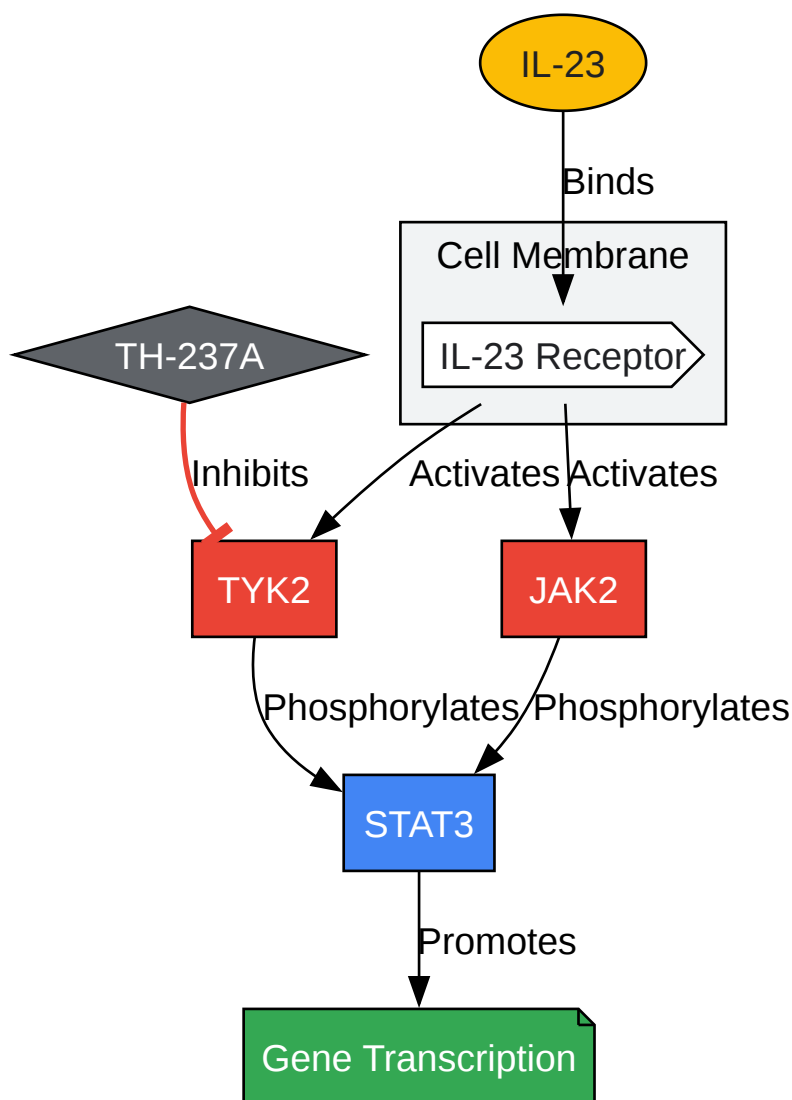 IL-23
Binds
Cell Membrane
TH-237A
IL-23 Receptor
Inhibits
Activates
Activates
TYK2
JAK2
Phosphorylates
Phosphorylates
STAT3
Promotes
Gene Transcription